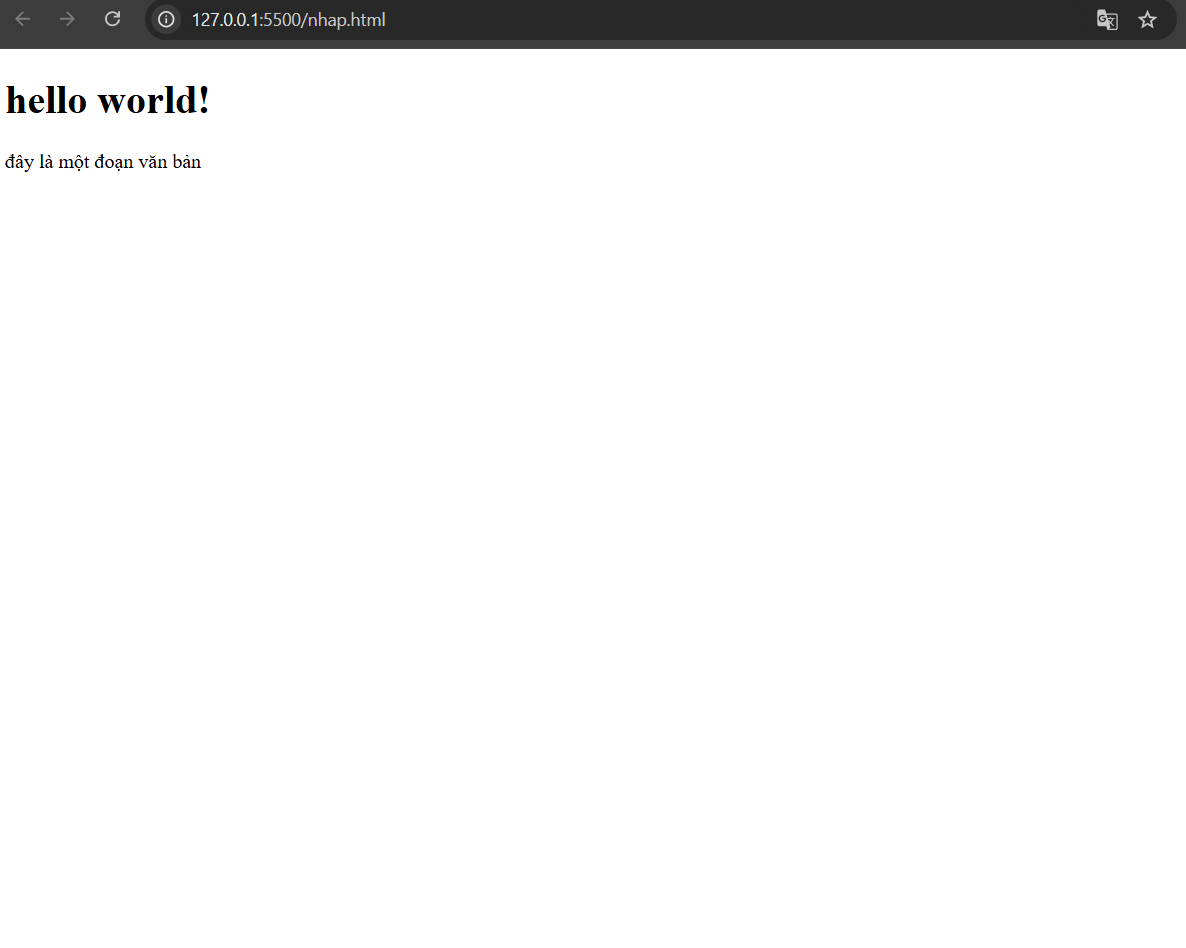 127.0.0.1:5500/nhap.html
hello world!
đây là một đoạn văn bản